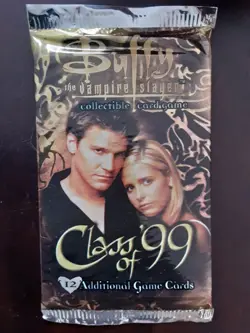 Buffy
the vampire slayer
collectible card game
Class
of '99
12 Additional Game Cards